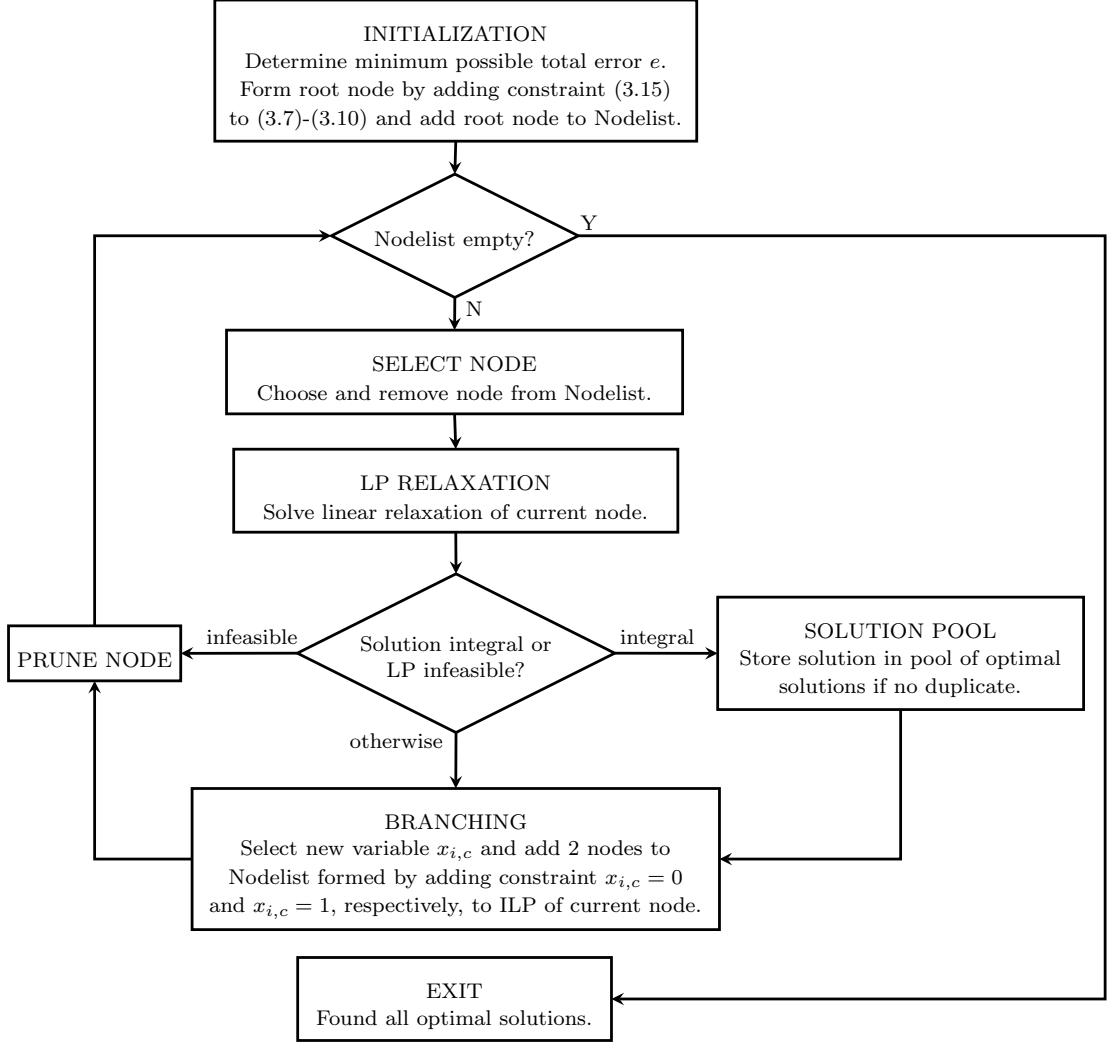 INITIALIZATION
Determine minimum possible total error e.
Form root node by adding constraint (3.15)
to (3.7)-(3.10) and add root node to Nodelist.
Nodelist empty?
Y
N
SELECT NODE
Choose and remove node from Nodelist.
LP RELAXATION
Solve linear relaxation of current node.
PRUNE NODE
infeasible
Solution integral or
LP infeasible?
integral
SOLUTION POOL
Store solution in pool of optimal
solutions if no duplicate.
otherwise
BRANCHING
Select new variable x_{i,c} and add 2 nodes to
Nodelist formed by adding constraint x_{i,c} = 0
and x_{i,c} = 1, respectively, to ILP of current node.
EXIT
Found all optimal solutions.